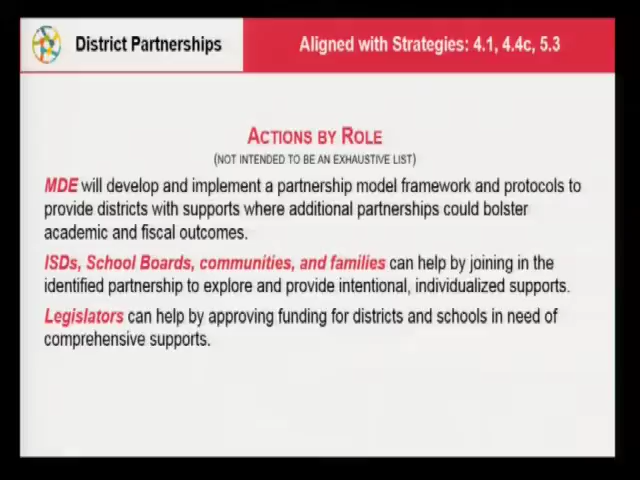 District Partnerships
Aligned with Strategies: 4.1, 4.4c, 5.3
ACTIONS BY ROLE
(NOT INTENDED TO BE AN EXHAUSTIVE LIST)
MDE will develop and implement a partnership model framework and protocols to
provide districts with supports where additional partnerships could bolster
academic and fiscal outcomes.
ISDs, School Boards, communities, and families can help by joining in the
identified partnership to explore and provide intentional, individualized supports.
Legislators can help by approving funding for districts and schools in need of
comprehensive supports.